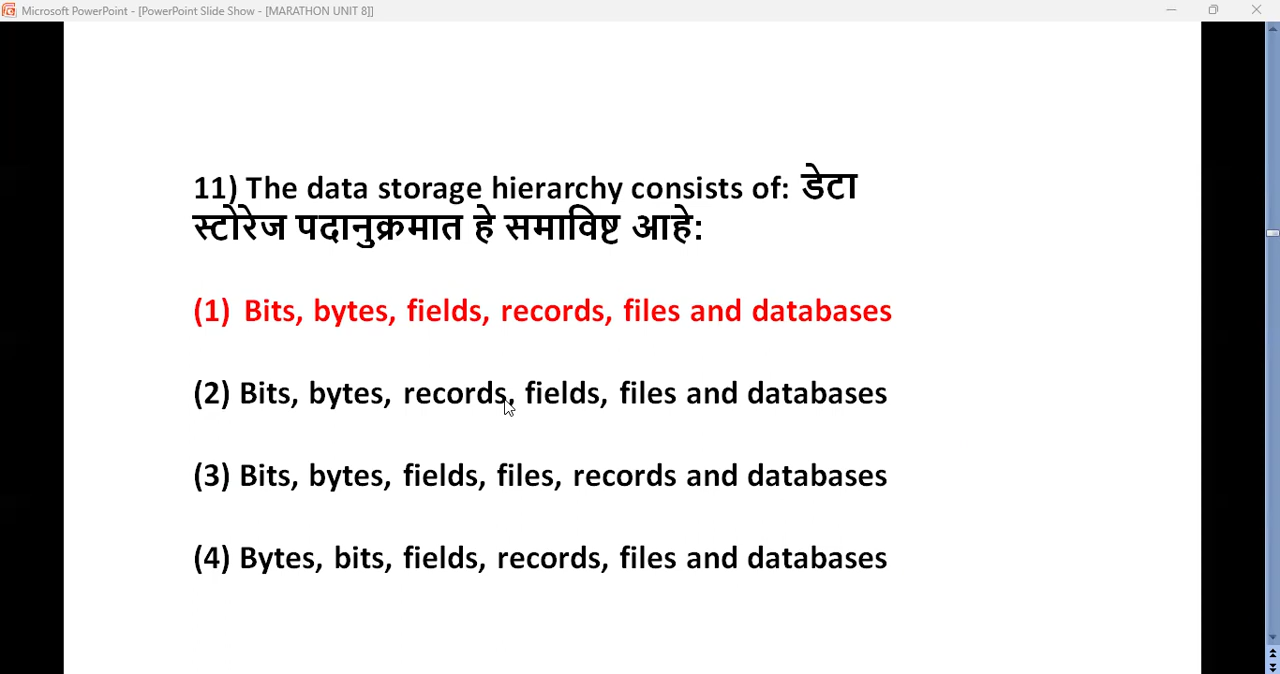 Microsoft PowerPoint - [PowerPoint Slide Show - [MARATHON UNIT 8]]
11) The data storage hierarchy consists of: डेटा
स्टोरेज पदानुक्रमात हे समाविष्ट आहे:
(1) Bits, bytes, fields, records, files and databases
(2) Bits, bytes, records, fields, files and databases
(3) Bits, bytes, fields, files, records and databases
(4) Bytes, bits, fields, records, files and databases